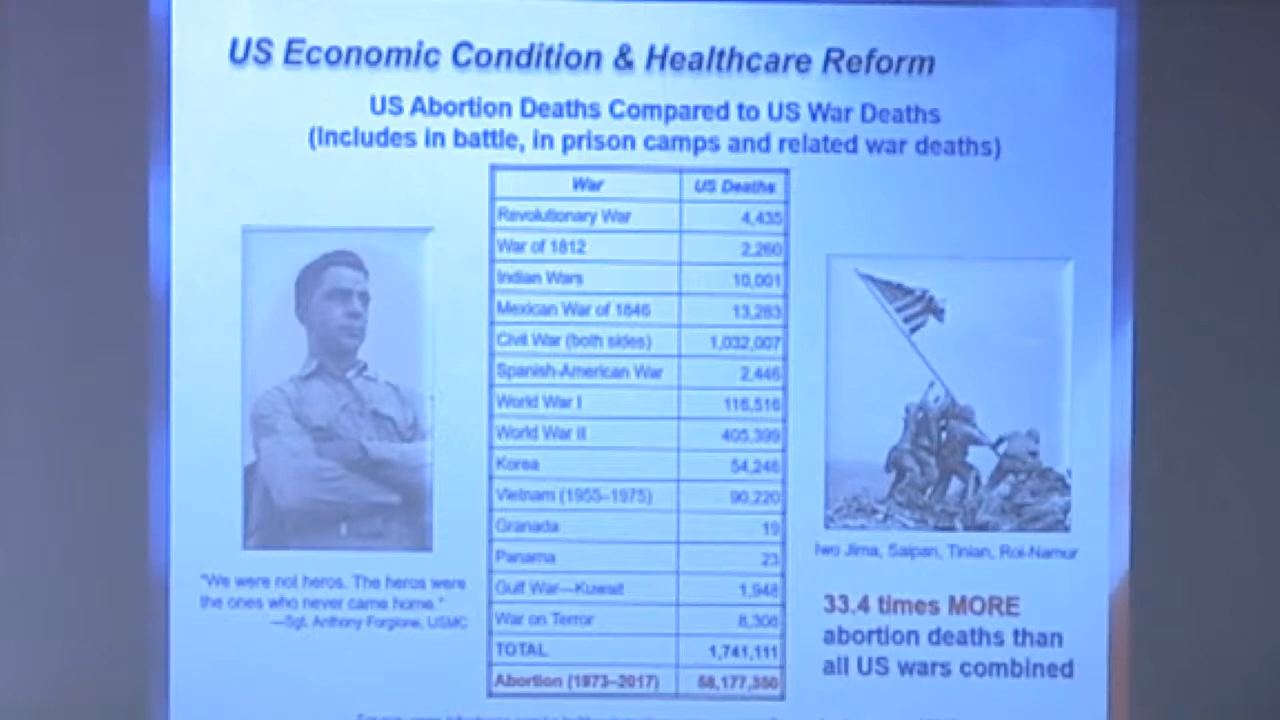 US Economic Condition & Healthcare Reform
US Abortion Deaths Compared to US War Deaths
(Includes in battle, in prison camps and related war deaths)
War US Deaths
Revolutionary War 4,435
War of 1812 2,260
Indian Wars 10,001
Mexican War of 1846 13,283
Civil War (both sides) 1,032,007
Spanish-American War 2,446
World War I 116,516
World War II 405,399
Korea 54,246
Vietnam (1955–1975) 90,220
Granada 19
Panama 23
Gulf War—Kuwait 1,948
War on Terror 8,308
TOTAL 1,741,111
Abortion (1973–2017) 58,177,350
"We were not heros. The heros were
the ones who never came home."
—Sgt. Anthony Forgione, USMC
Iwo Jima, Saipan, Tinian, Roi-Namur
33.4 times MORE
abortion deaths than
all US wars combined